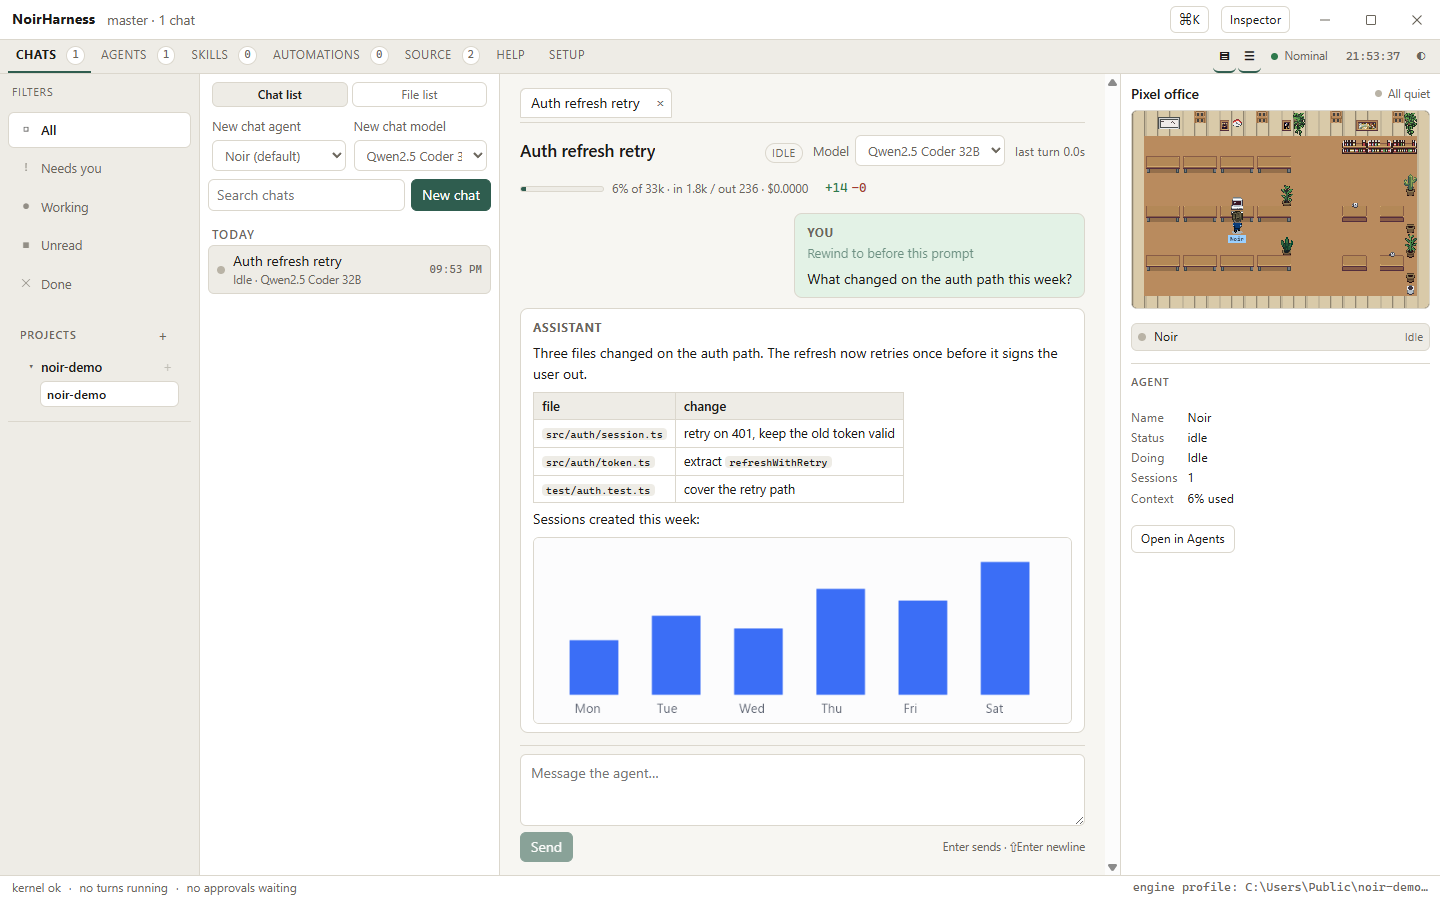 NoirHarness master · 1 chat
⌘K
Inspector
CHATS 1
AGENTS 1
SKILLS 0
AUTOMATIONS 0
SOURCE 2
HELP
SETUP
Nominal
21:53:37
FILTERS
All
Needs you
Working
Unread
Done
PROJECTS +
noir-demo +
noir-demo
Chat list
File list
New chat agent
New chat model
Noir (default)
Qwen2.5 Coder 3
Search chats
New chat
TODAY
Auth refresh retry
09:53 PM
Idle · Qwen2.5 Coder 32B
Auth refresh retry ×
Auth refresh retry
IDLE
Model
Qwen2.5 Coder 32B
last turn 0.0s
6% of 33k · in 1.8k / out 236 · $0.0000 +14 −0
YOU
Rewind to before this prompt
What changed on the auth path this week?
ASSISTANT
Three files changed on the auth path. The refresh now retries once before it signs the
user out.
file change
src/auth/session.ts retry on 401, keep the old token valid
src/auth/token.ts extract refreshWithRetry
test/auth.test.ts cover the retry path
Sessions created this week:
Mon Tue Wed Thu Fri Sat
Message the agent…
Send
Enter sends · ⇧Enter newline
Pixel office
All quiet
Noir
Noir
Idle
AGENT
Name Noir
Status idle
Doing Idle
Sessions 1
Context 6% used
Open in Agents
kernel ok · no turns running · no approvals waiting
engine profile: C:\Users\Public\noir-demo…